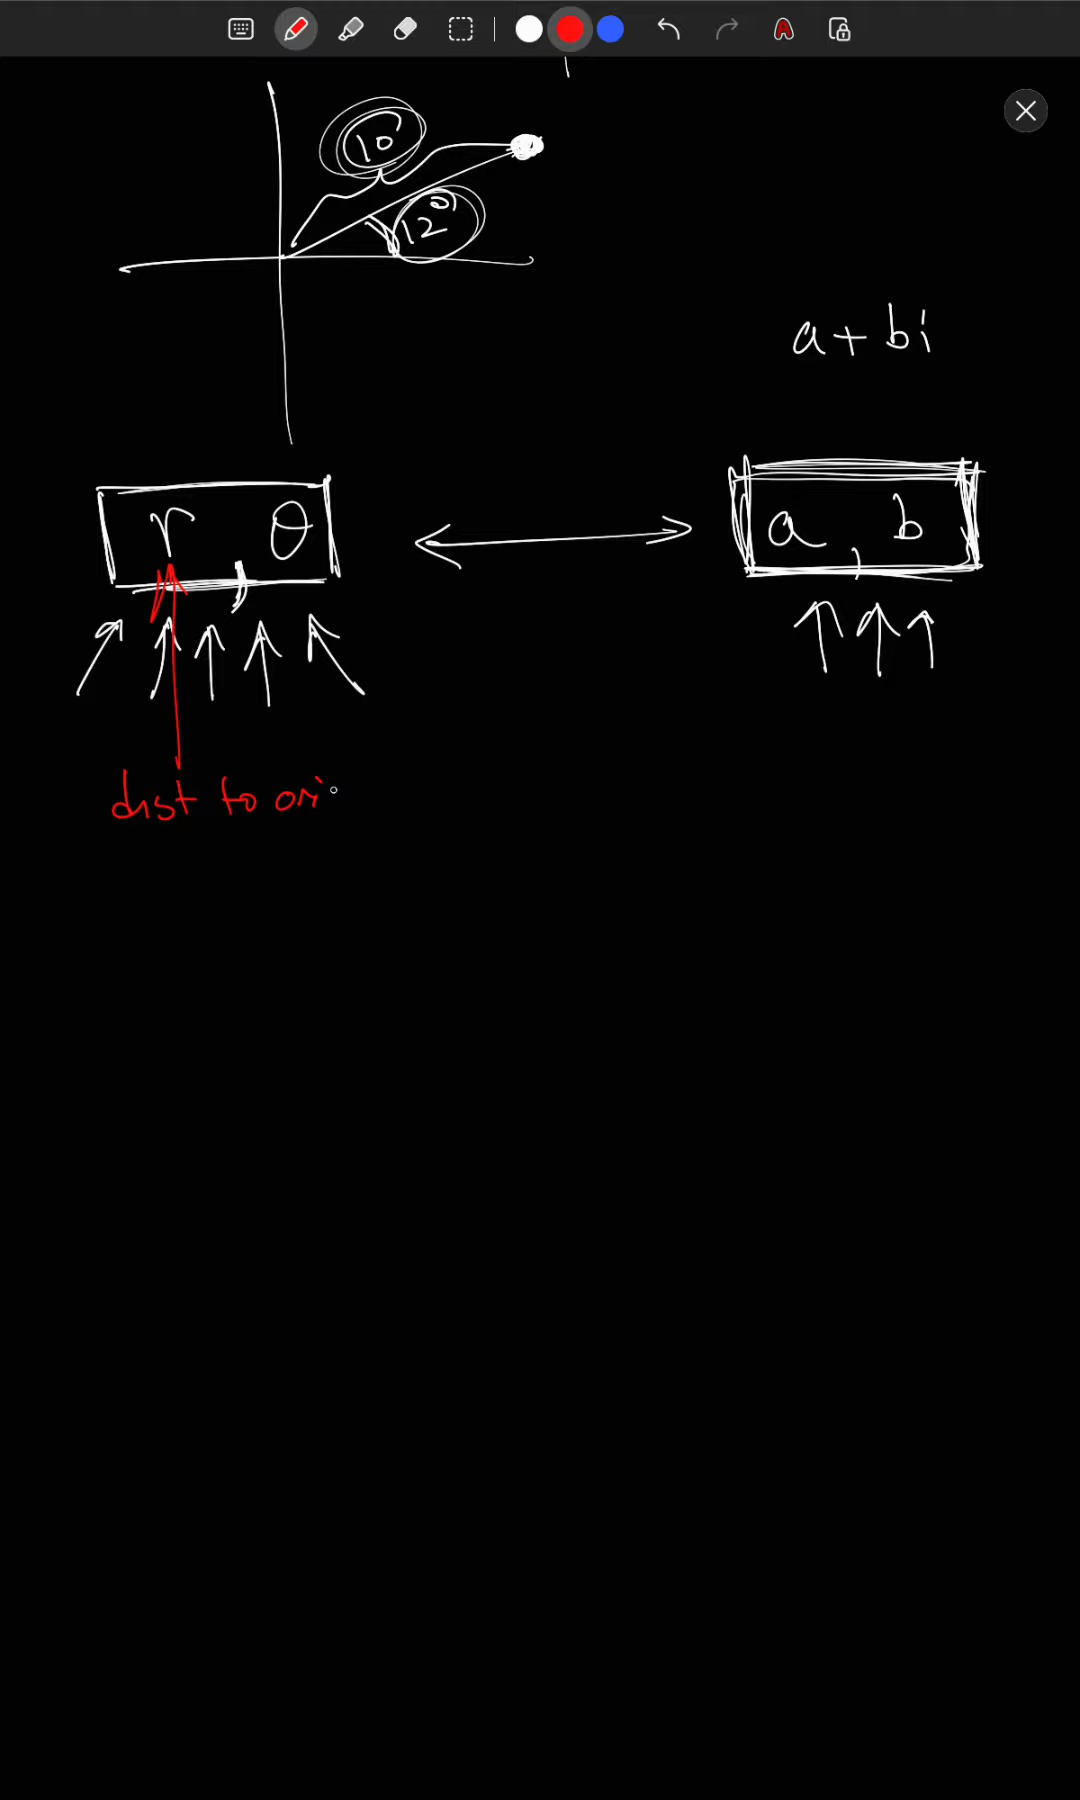 10
12°
a + bi
r, θ
a, b
dist to ori